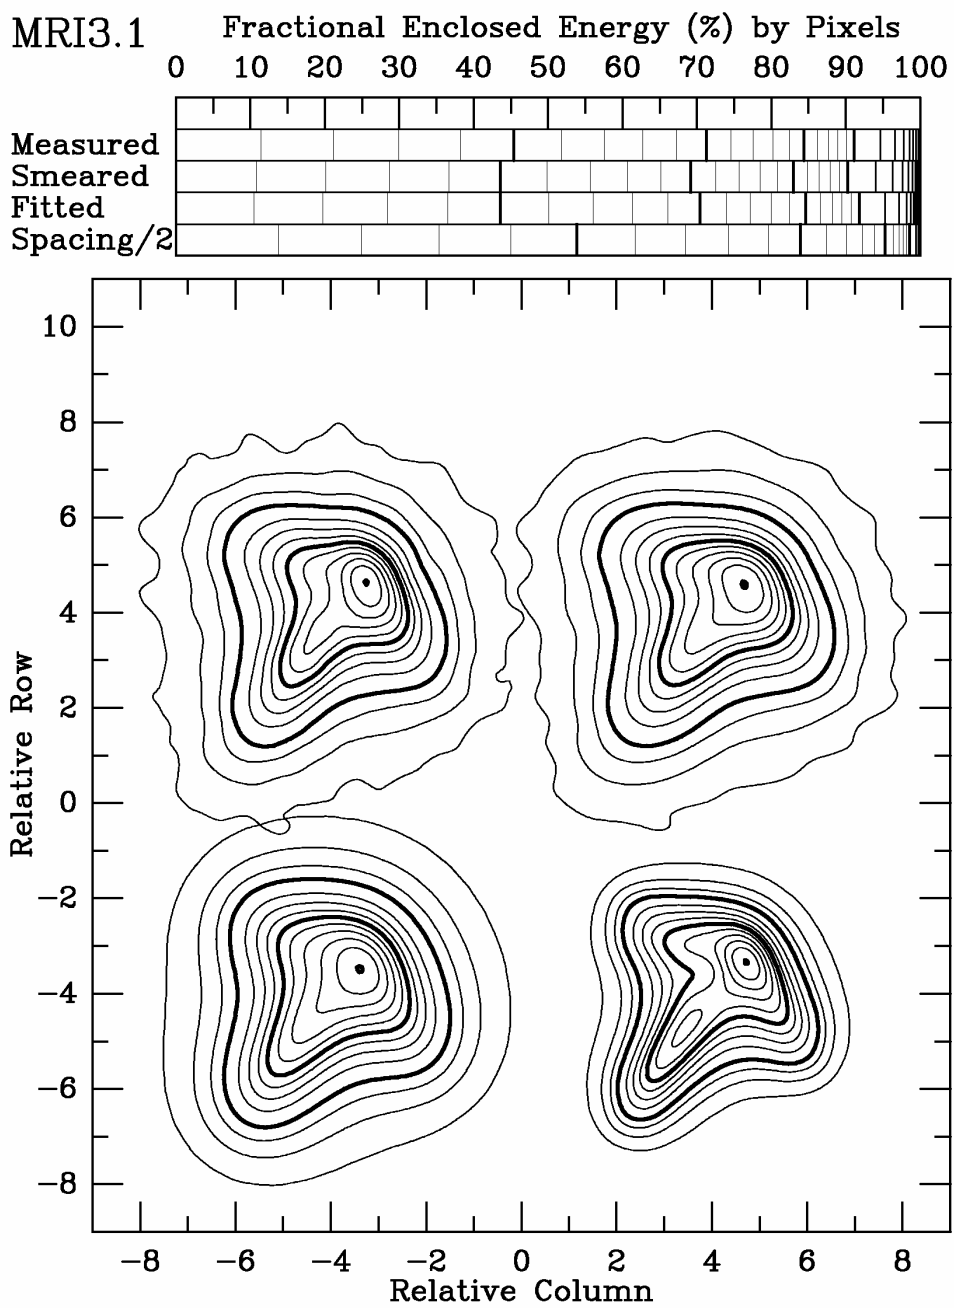 MRI3.1
Fractional Enclosed Energy (%) by Pixels
0 10 20 30 40 50 60 70 80 90 100
Measured
Smeared
Fitted
Spacing/2
10
8
6
4
2
0
−2
−4
−6
−8
Relative Row
−8 −6 −4 −2 0 2 4 6 8
Relative Column